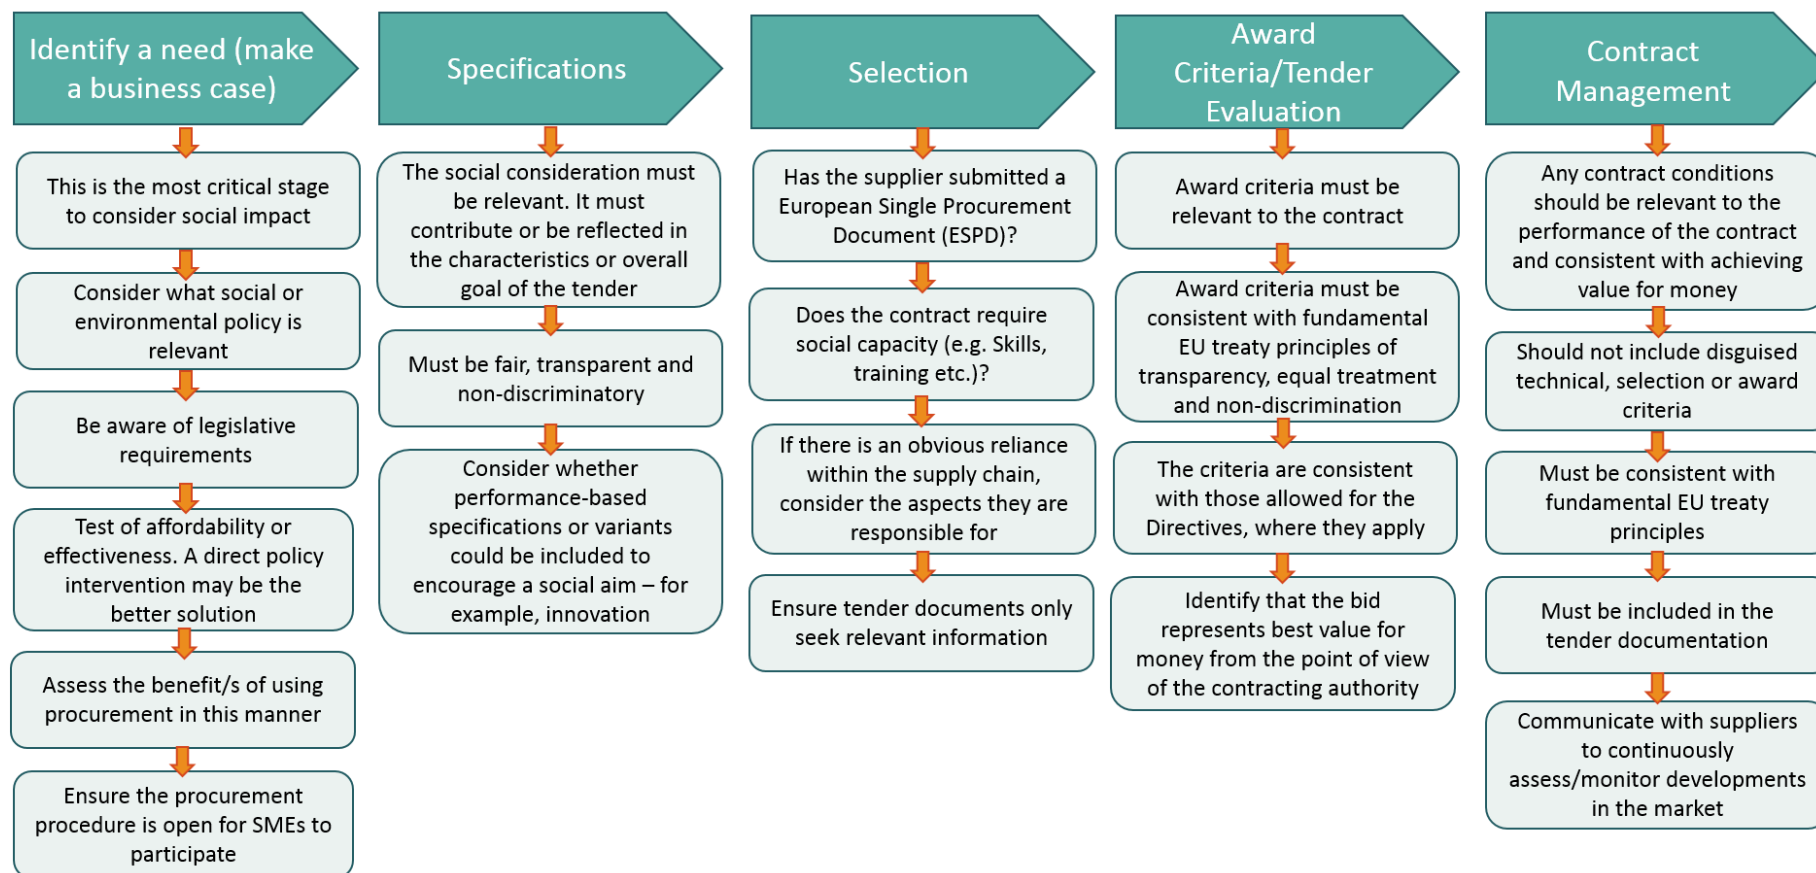 Identify a need (make
a business case)
This is the most critical stage
to consider social impact
Consider what social or
environmental policy is
relevant
Be aware of legislative
requirements
Test of affordability or
effectiveness. A direct policy
intervention may be the
better solution
Assess the benefit/s of using
procurement in this manner
Ensure the procurement
procedure is open for SMEs to
participate
Specifications
The social consideration must
be relevant. It must
contribute or be reflected in
the characteristics or overall
goal of the tender
Must be fair, transparent and
non-discriminatory
Consider whether
performance-based
specifications or variants
could be included to
encourage a social aim – for
example, innovation
Selection
Has the supplier submitted a
European Single Procurement
Document (ESPD)?
Does the contract require
social capacity (e.g. Skills,
training etc.)?
If there is an obvious reliance
within the supply chain,
consider the aspects they are
responsible for
Ensure tender documents only
seek relevant information
Award
Criteria/Tender
Evaluation
Award criteria must be
relevant to the contract
Award criteria must be
consistent with fundamental
EU treaty principles of
transparency, equal treatment
and non-discrimination
The criteria are consistent
with those allowed for the
Directives, where they apply
Identify that the bid
represents best value for
money from the point of view
of the contracting authority
Contract
Management
Any contract conditions
should be relevant to the
performance of the contract
and consistent with achieving
value for money
Should not include disguised
technical, selection or award
criteria
Must be consistent with
fundamental EU treaty
principles
Must be included in the
tender documentation
Communicate with suppliers
to continuously
assess/monitor developments
in the market